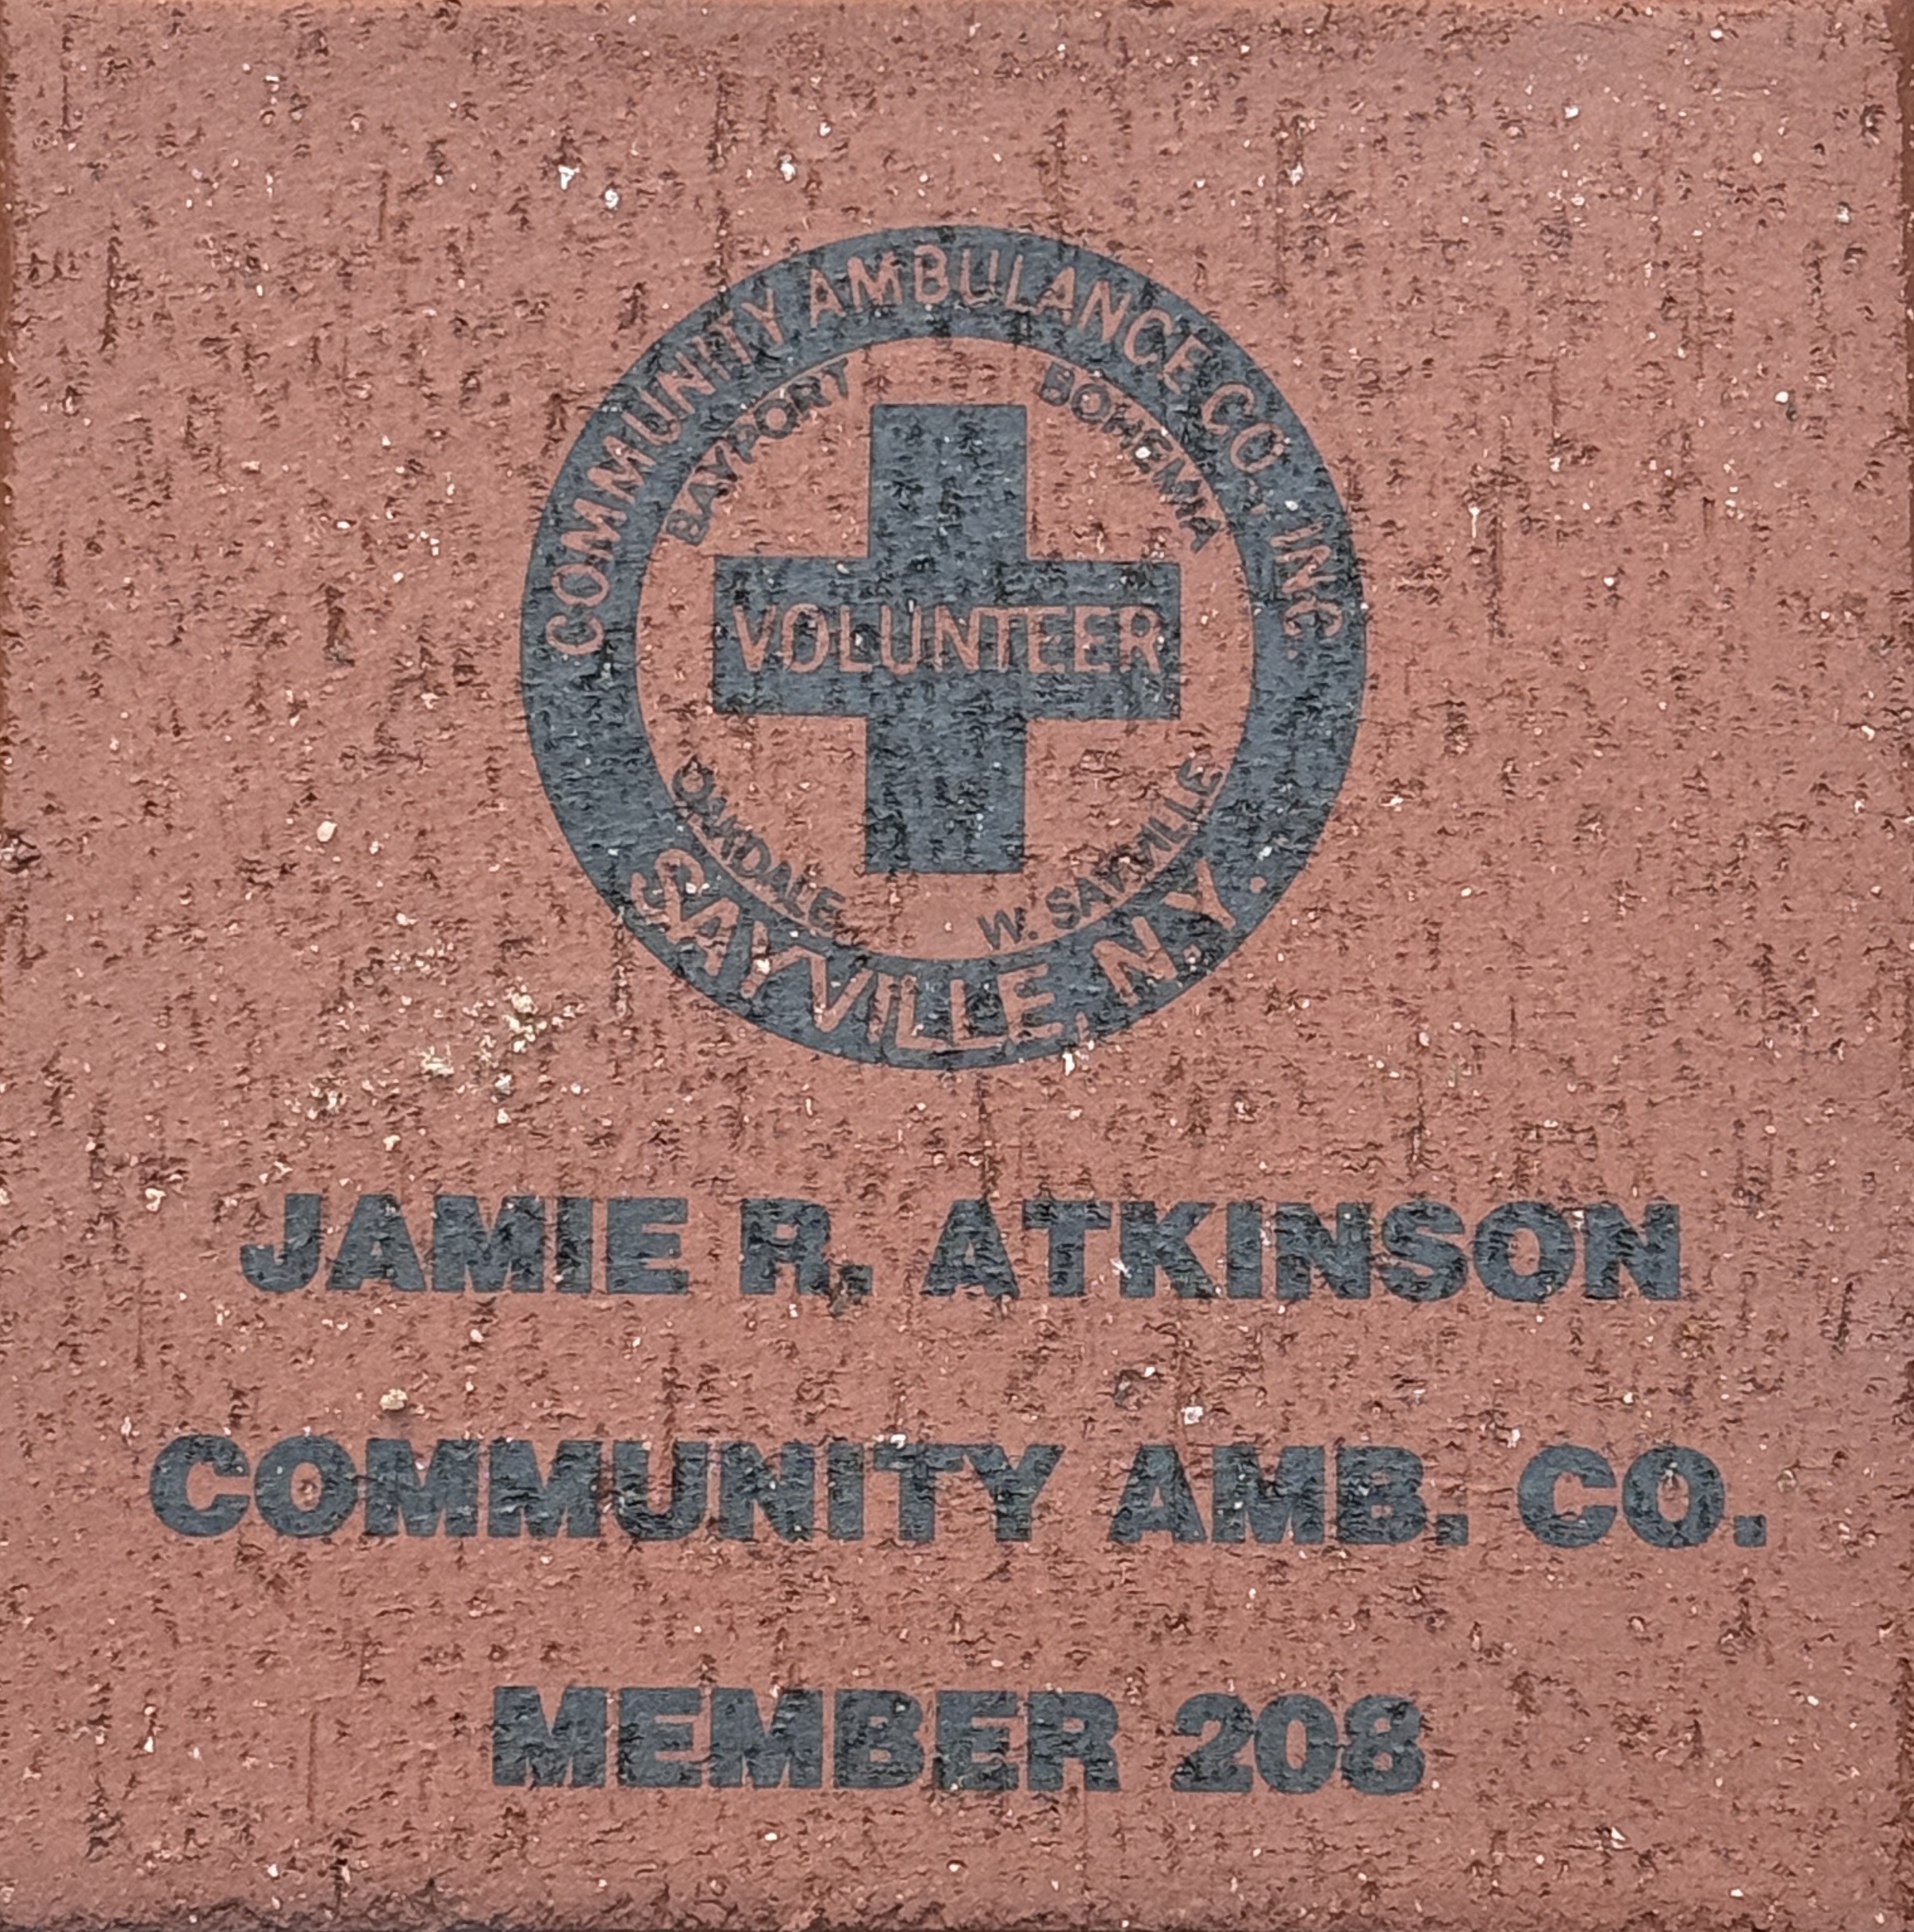 COMMUNITY AMBULANCE CO., INC.
BAYPORT
BOHEMIA
VOLUNTEER
OAKDALE
W. SAYVILLE
SAYVILLE, N.Y.
JAMIE R. ATKINSON
COMMUNITY AMB. CO.
MEMBER 208